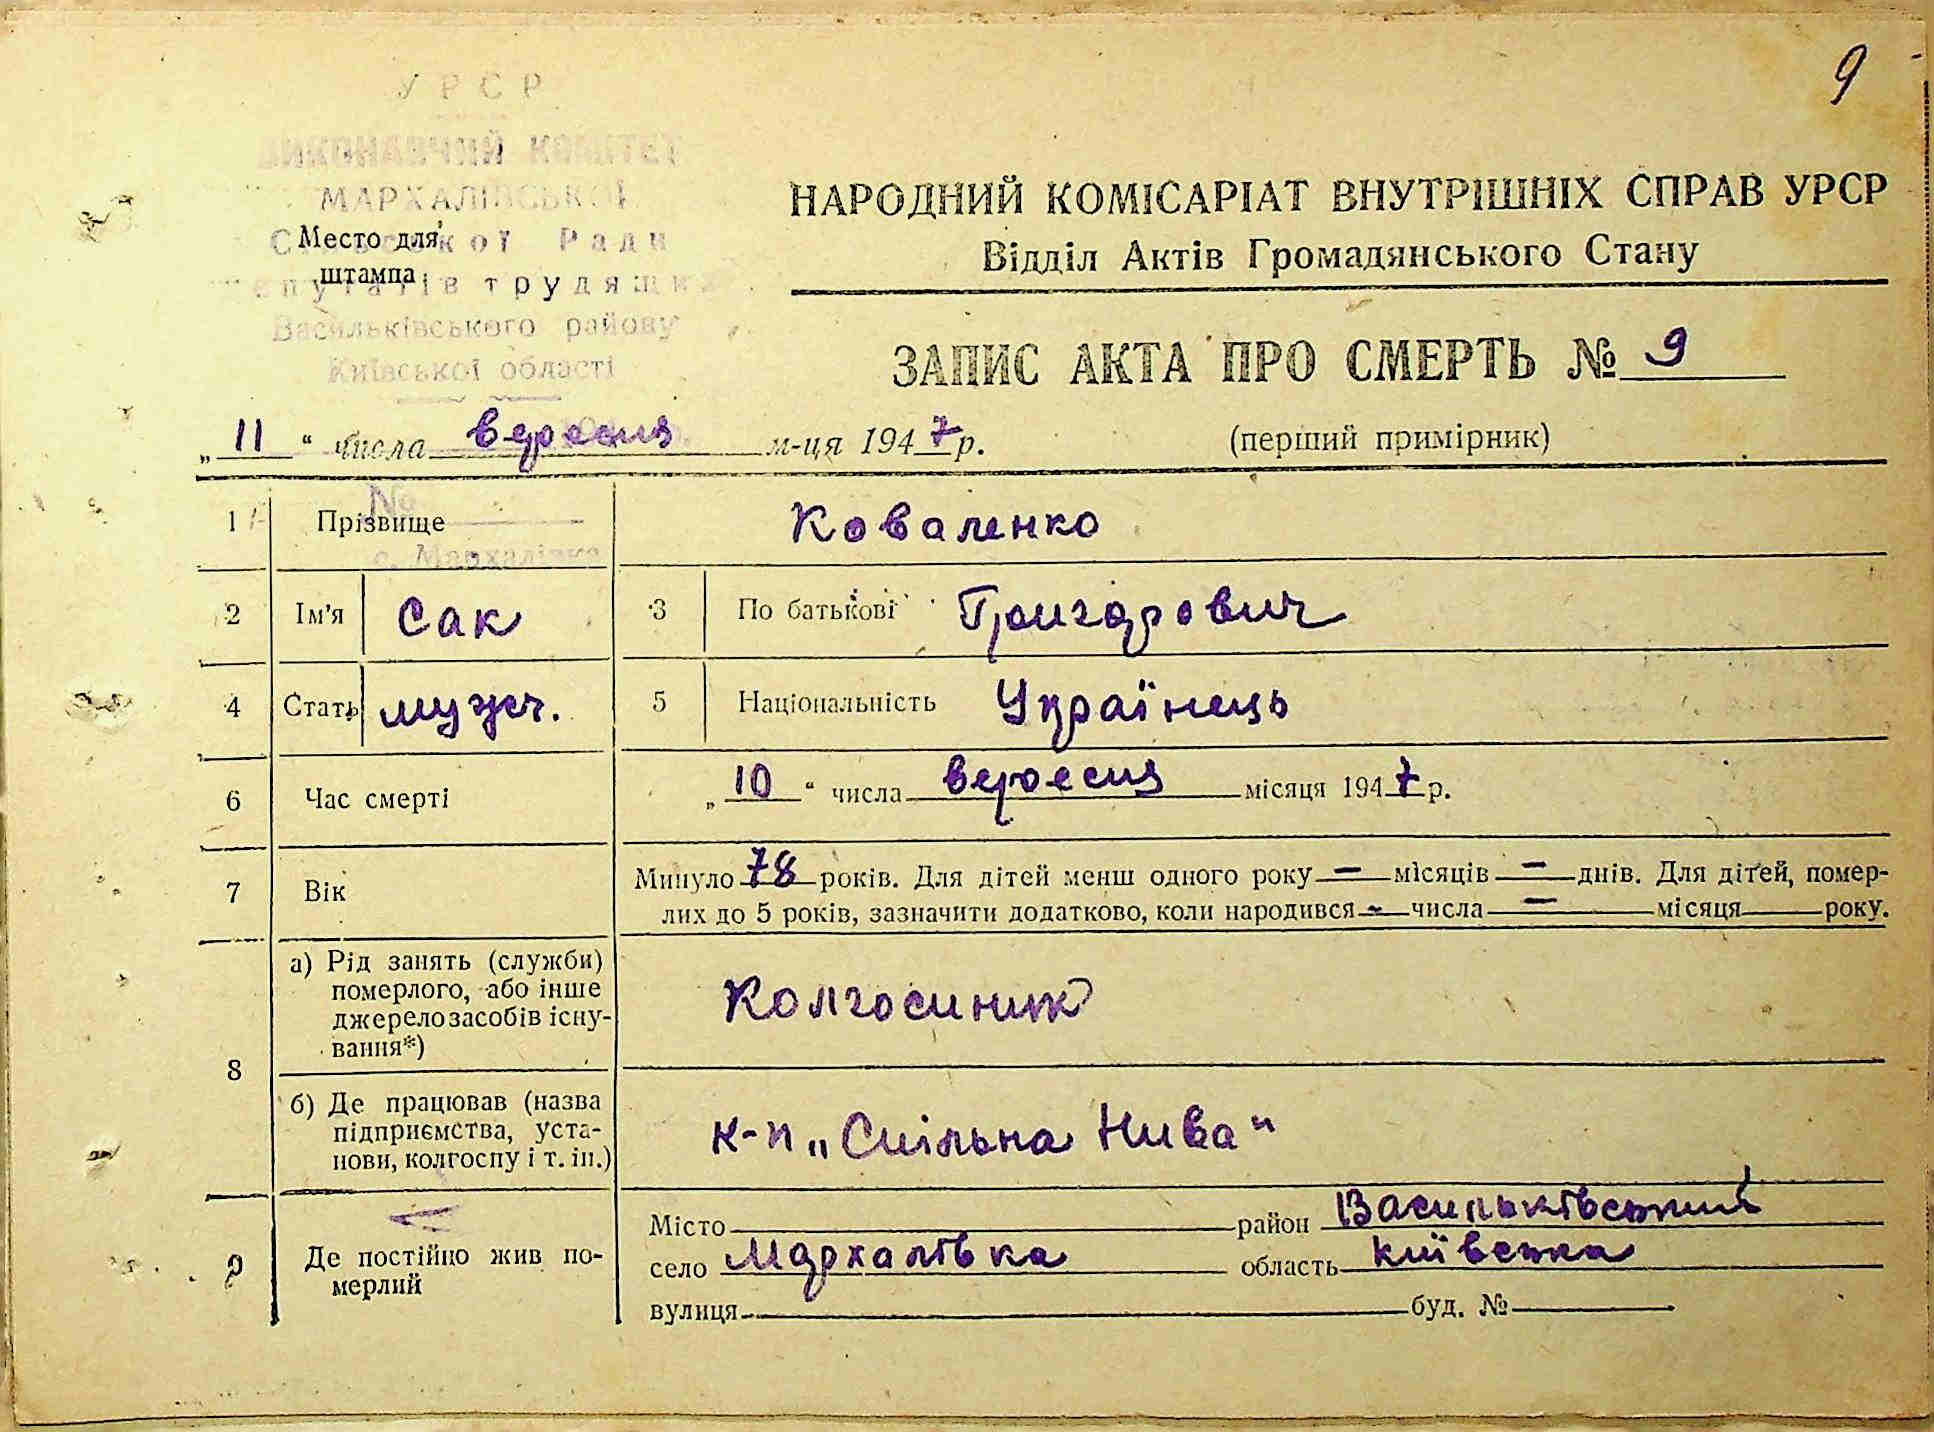 9
УРСР
ВИКОНАВЧИЙ КОМІТЕТ
МАРХАЛІВСЬКОЇ
Сільської Ради
депутатів трудящих
Васильківського району
Київської області
Место для
штампа
НАРОДНИЙ КОМІСАРІАТ ВНУТРІШНІХ СПРАВ УРСР
Відділ Актів Громадянського Стану
ЗАПИС АКТА ПРО СМЕРТЬ № 9
„11“ числа вересня м-ця 1947 р. (перший примірник)
№
с. Мархалівка
1 Прізвище Коваленко
2 Ім'я Сак 3 По батькові Григорович
4 Стать мужч. 5 Національність Українець
6 Час смерті „10“ числа вересня місяця 1947 р.
7 Вік Минуло 78 років. Для дітей менш одного року — місяців — днів. Для дітей, помер-
лих до 5 років, зазначити додатково, коли народився - числа — місяця року.
8 а) Рід занять (служби)
померлого, або інше
джерело засобів існу-
вання*)
Колгоспник
б) Де працював (назва
підприємства, уста-
нови, колгоспу і т. ін.)
к-п „Спільна Нива"
9 Де постійно жив по-
мерлий
Місто район Васильківський
село Мархалівка область Київська
вулиця буд. №